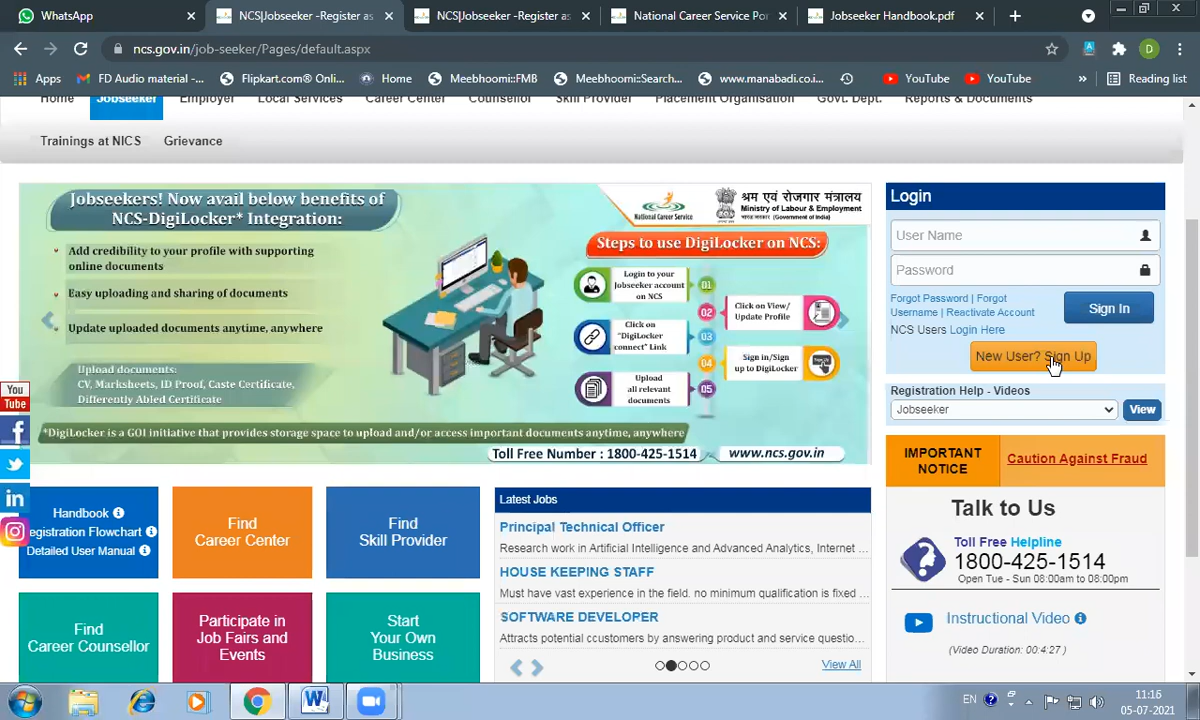 WhatsApp
NCS|Jobseeker -Register as
NCS|Jobseeker -Register as
National Career Service Po
Jobseeker Handbook.pdf
D
ncs.gov.in/job-seeker/Pages/default.aspx
Apps
FD Audio material -...
Flipkart.com® Onli...
Home
Meebhoomi::FMB
Meebhoomi::Search...
www.manabadi.co.i...
YouTube
YouTube
»
Reading list
Home
Jobseeker
Employer
Local Services
Career Center
Counsellor
Skill Provider
Placement Organisation
Govt. Dept.
Reports & Documents
Trainings at NICS
Grievance
Jobseekers! Now avail below benefits of
NCS-DigiLocker* Integration:
Add credibility to your profile with supporting
online documents
Easy uploading and sharing of documents
Update uploaded documents anytime, anywhere
Upload documents:
CV, Marksheets, ID Proof, Caste Certificate,
Differently Abled Certificate
National Career Service
श्रम एवं रोजगार मंत्रालय
Ministry of Labour & Employment
(Government of India)
Steps to use DigiLocker on NCS:
Login to your
Jobseeker account
on NCS
01
02
Click on View/
Update Profile
Click on
"DigiLocker
connect" Link
03
04
Sign in/Sign
up to DigiLocker
Upload
all relevant
documents
05
*DigiLocker is a GOI initiative that provides storage space to upload and/or access important documents anytime, anywhere
Toll Free Number : 1800-425-1514
www.ncs.gov.in
Login
User Name
Password
Forgot Password | Forgot
Username | Reactivate Account
NCS Users Login Here
Sign In
New User? Sign Up
Registration Help - Videos
Jobseeker
View
IMPORTANT
NOTICE
Caution Against Fraud
Talk to Us
Toll Free Helpline
1800-425-1514
Open Tue - Sun 08:00am to 08:00pm
Instructional Video
(Video Duration: 00:4:27 )
You
Tube
Handbook
egistration Flowchart
Detailed User Manual
Find
Career Center
Find
Skill Provider
Find
Career Counsellor
Participate in
Job Fairs and
Events
Start
Your Own
Business
Latest Jobs
Principal Technical Officer
Research work in Artificial Intelligence and Advanced Analytics, Internet ...
HOUSE KEEPING STAFF
Must have vast experience in the field. no minimum qualification is fixed ...
SOFTWARE DEVELOPER
Attracts potential ccustomers by answering product and service questio...
View All
EN
11:16
05-07-2021